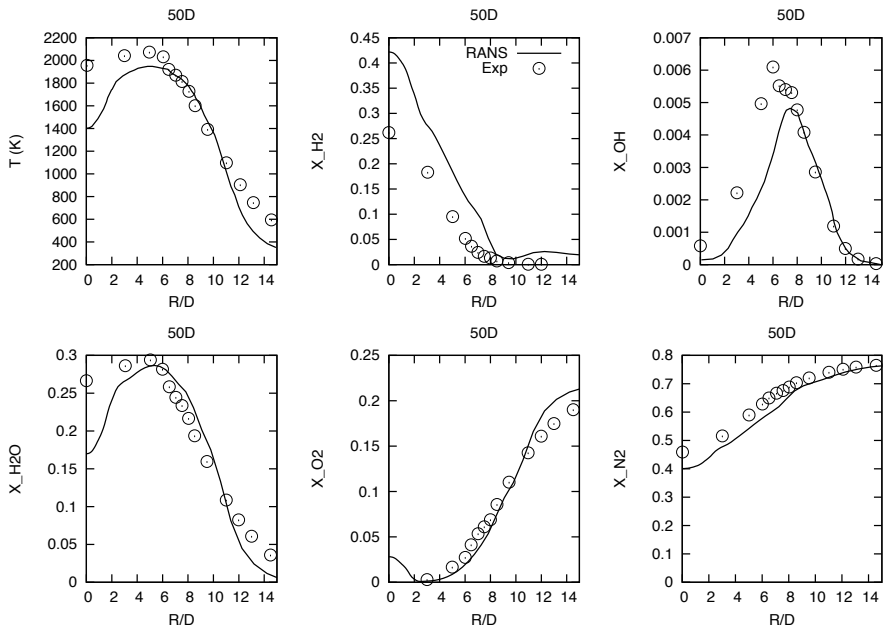 50D
T (K)
2200
2000
1800
1600
1400
1200
1000
800
600
400
200
0 2 4 6 8 10 12 14
R/D
50D
X_H2
0.45
0.4
0.35
0.3
0.25
0.2
0.15
0.1
0.05
0
RANS
Exp
0 2 4 6 8 10 12 14
R/D
50D
X_OH
0.007
0.006
0.005
0.004
0.003
0.002
0.001
0
0 2 4 6 8 10 12 14
R/D
50D
X_H2O
0.3
0.25
0.2
0.15
0.1
0.05
0
0 2 4 6 8 10 12 14
R/D
50D
X_O2
0.25
0.2
0.15
0.1
0.05
0
0 2 4 6 8 10 12 14
R/D
50D
X_N2
0.8
0.7
0.6
0.5
0.4
0.3
0.2
0.1
0
0 2 4 6 8 10 12 14
R/D